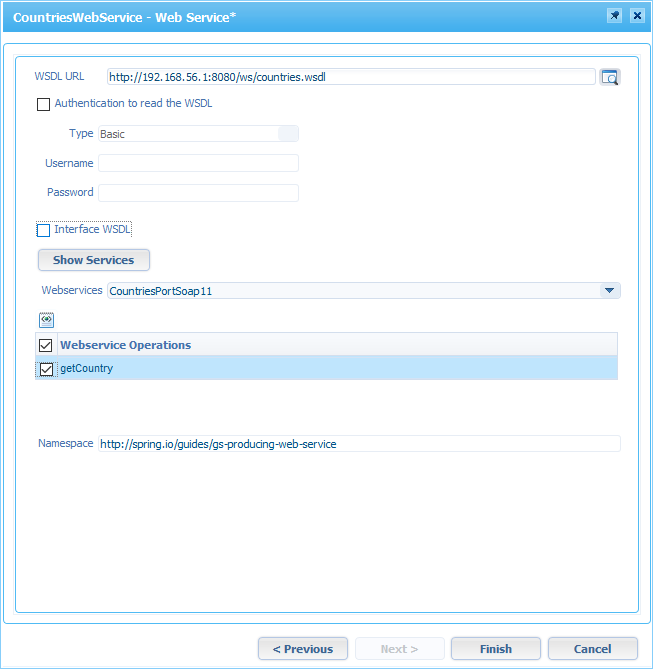 CountriesWebService - Web Service*
WSDL URL http://192.168.56.1:8080/ws/countries.wsdl
Authentication to read the WSDL
Type Basic
Username
Password
Interface WSDL
Show Services
Webservices CountriesPortSoap11
Webservice Operations
getCountry
Namespace http://spring.io/guides/gs-producing-web-service
< Previous Next > Finish Cancel